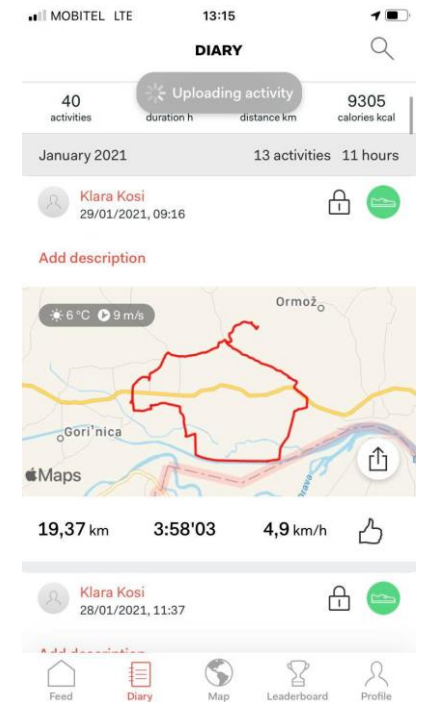 MOBITEL LTE 13:15
DIARY
Uploading activity
40 9305
activities duration h distance km calories kcal
January 2021 13 activities 11 hours
Klara Kosi
29/01/2021, 09:16
Add description
6 °C 9 m/s
Ormož
Gori'nica
Maps
19,37 km 3:58'03 4,9 km/h
Klara Kosi
28/01/2021, 11:37
Feed Diary Map Leaderboard Profile